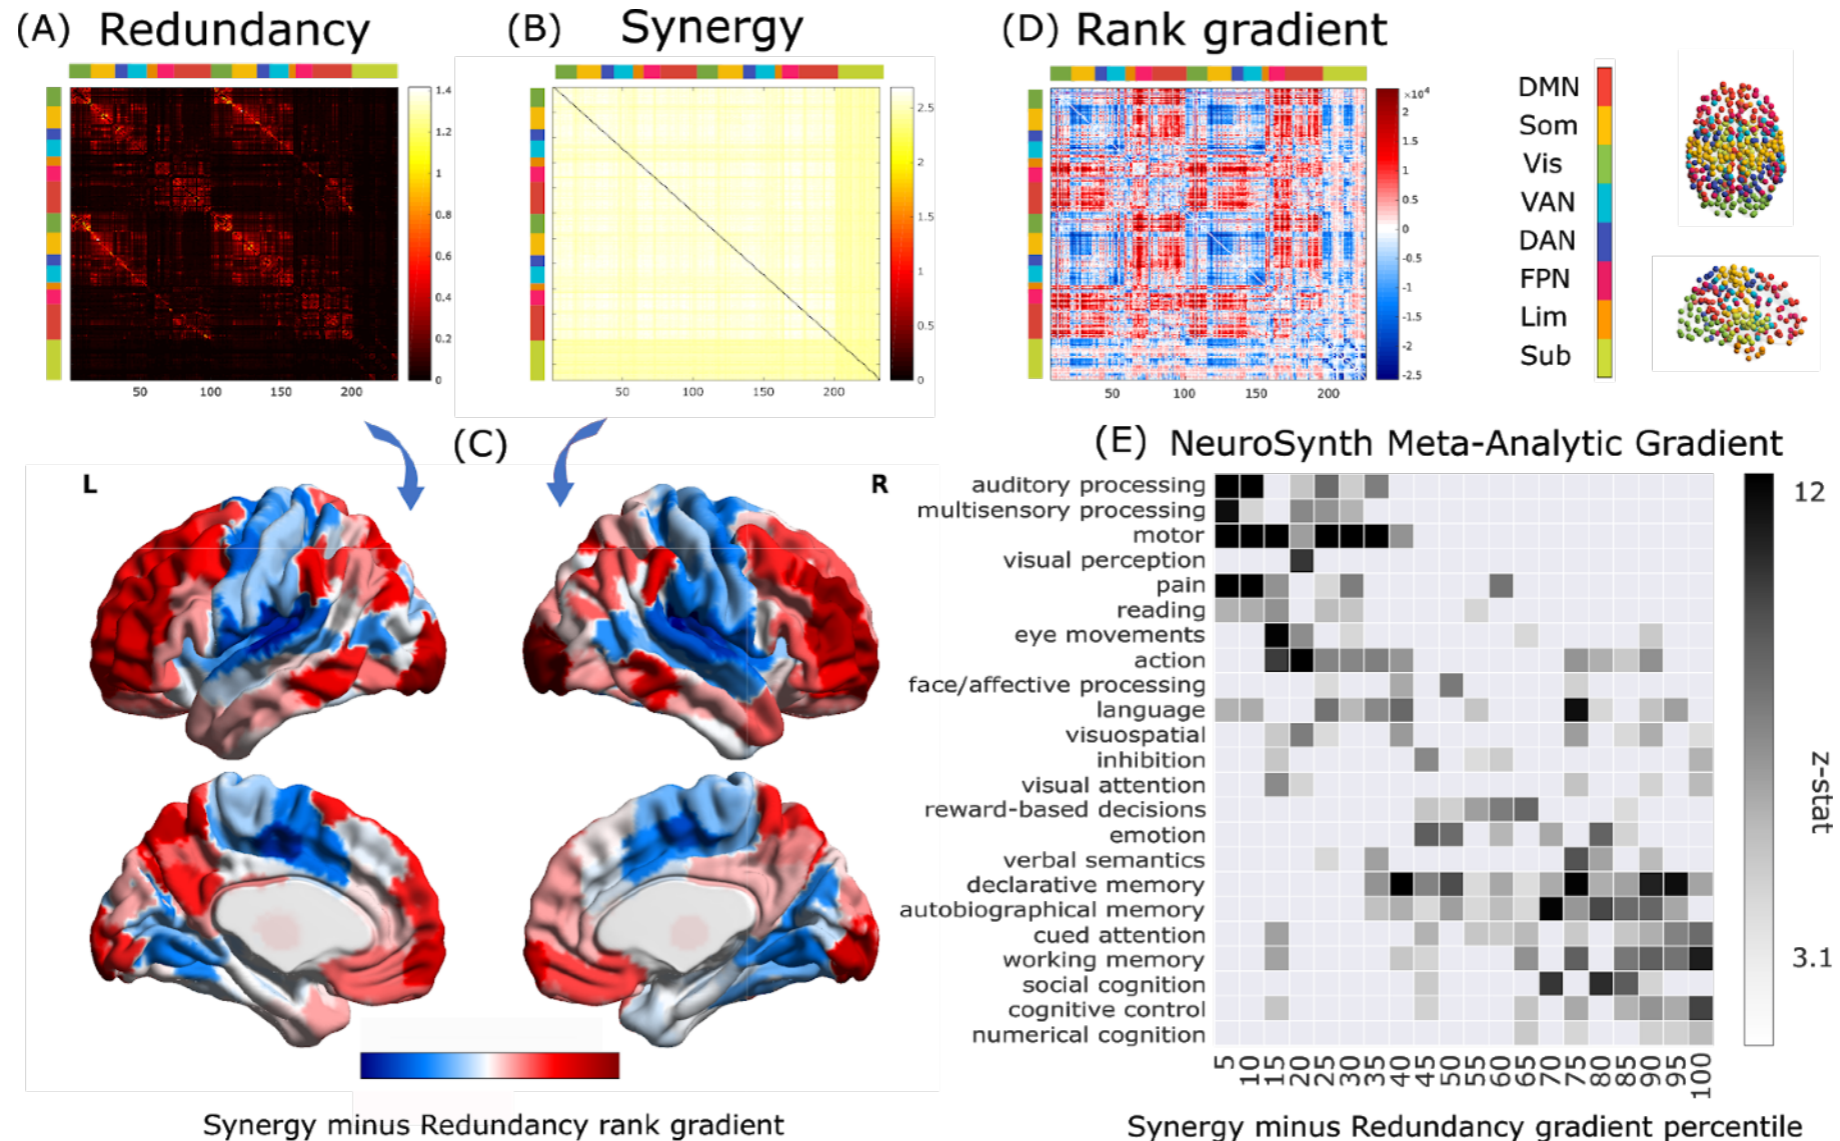 (A) Redundancy
(B) Synergy
(D) Rank gradient
1.4
1.2
1
0.8
0.6
0.4
0.2
0
50 100 150 200
2.5
2
1.5
1
0.5
0
50 100 150 200
×10⁴
2
1.5
1
0.5
0
-0.5
-1
-1.5
-2
-2.5
50 100 150 200
DMN
Som
Vis
VAN
DAN
FPN
Lim
Sub
(C)
L
R
Synergy minus Redundancy rank gradient
(E) NeuroSynth Meta-Analytic Gradient
auditory processing
multisensory processing
motor
visual perception
pain
reading
eye movements
action
face/affective processing
language
visuospatial
inhibition
visual attention
reward-based decisions
emotion
verbal semantics
declarative memory
autobiographical memory
cued attention
working memory
social cognition
cognitive control
numerical cognition
5 10 15 20 25 30 35 40 45 50 55 60 65 70 75 80 85 90 95 100
Synergy minus Redundancy gradient percentile
12
z-stat
3.1